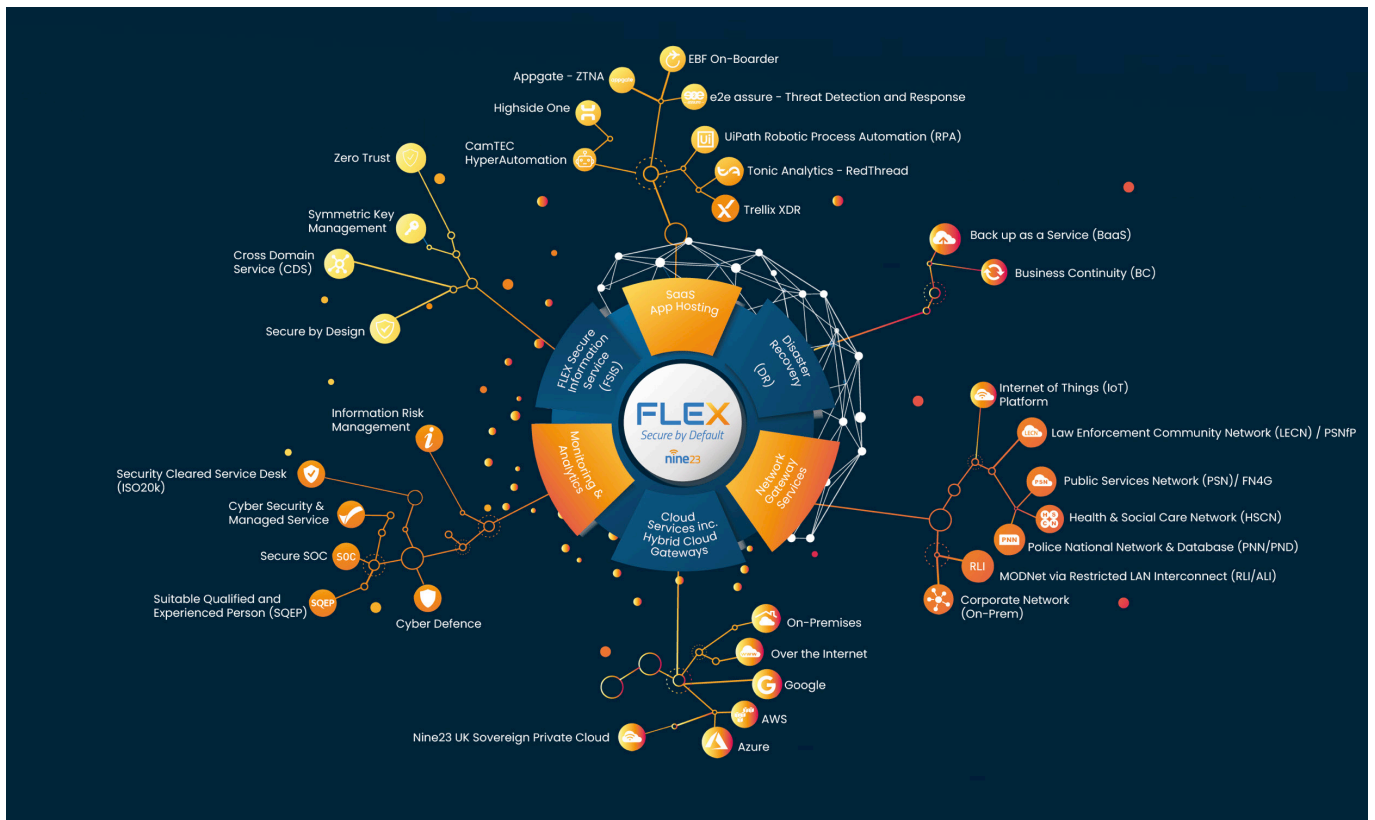 EBF On-Boarder
Appgate - ZTNA
e2e assure - Threat Detection and Response
Highside One
UiPath Robotic Process Automation (RPA)
Ui
CamTEC
HyperAutomation
Tonic Analytics - RedThread
Trellix XDR
Zero Trust
Symmetric Key
Management
Cross Domain
Service (CDS)
Secure by Design
Back up as a Service (BaaS)
Business Continuity (BC)
SaaS
App Hosting
FLEX Secure
Information
Service
(FSIS)
Disaster
Recovery
(DR)
FLEX
Secure by Default
nine23
Monitoring &
Analytics
Network
Gateway
Services
Cloud
Services inc.
Hybrid Cloud
Gateways
Information Risk
Management
i
Security Cleared Service Desk
(ISO20k)
Cyber Security &
Managed Service
Secure SOC
SOC
Suitable Qualified and
Experienced Person (SQEP)
SQEP
Cyber Defence
Internet of Things (IoT)
Platform
LECN
Law Enforcement Community Network (LECN) / PSNfP
PSN
Public Services Network (PSN)/ FN4G
Health & Social Care Network (HSCN)
PNN
Police National Network & Database (PNN/PND)
RLI
MODNet via Restricted LAN Interconnect (RLI/ALI)
Corporate Network
(On-Prem)
On-Premises
Over the Internet
G
Google
AWS
Nine23 UK Sovereign Private Cloud
Azure